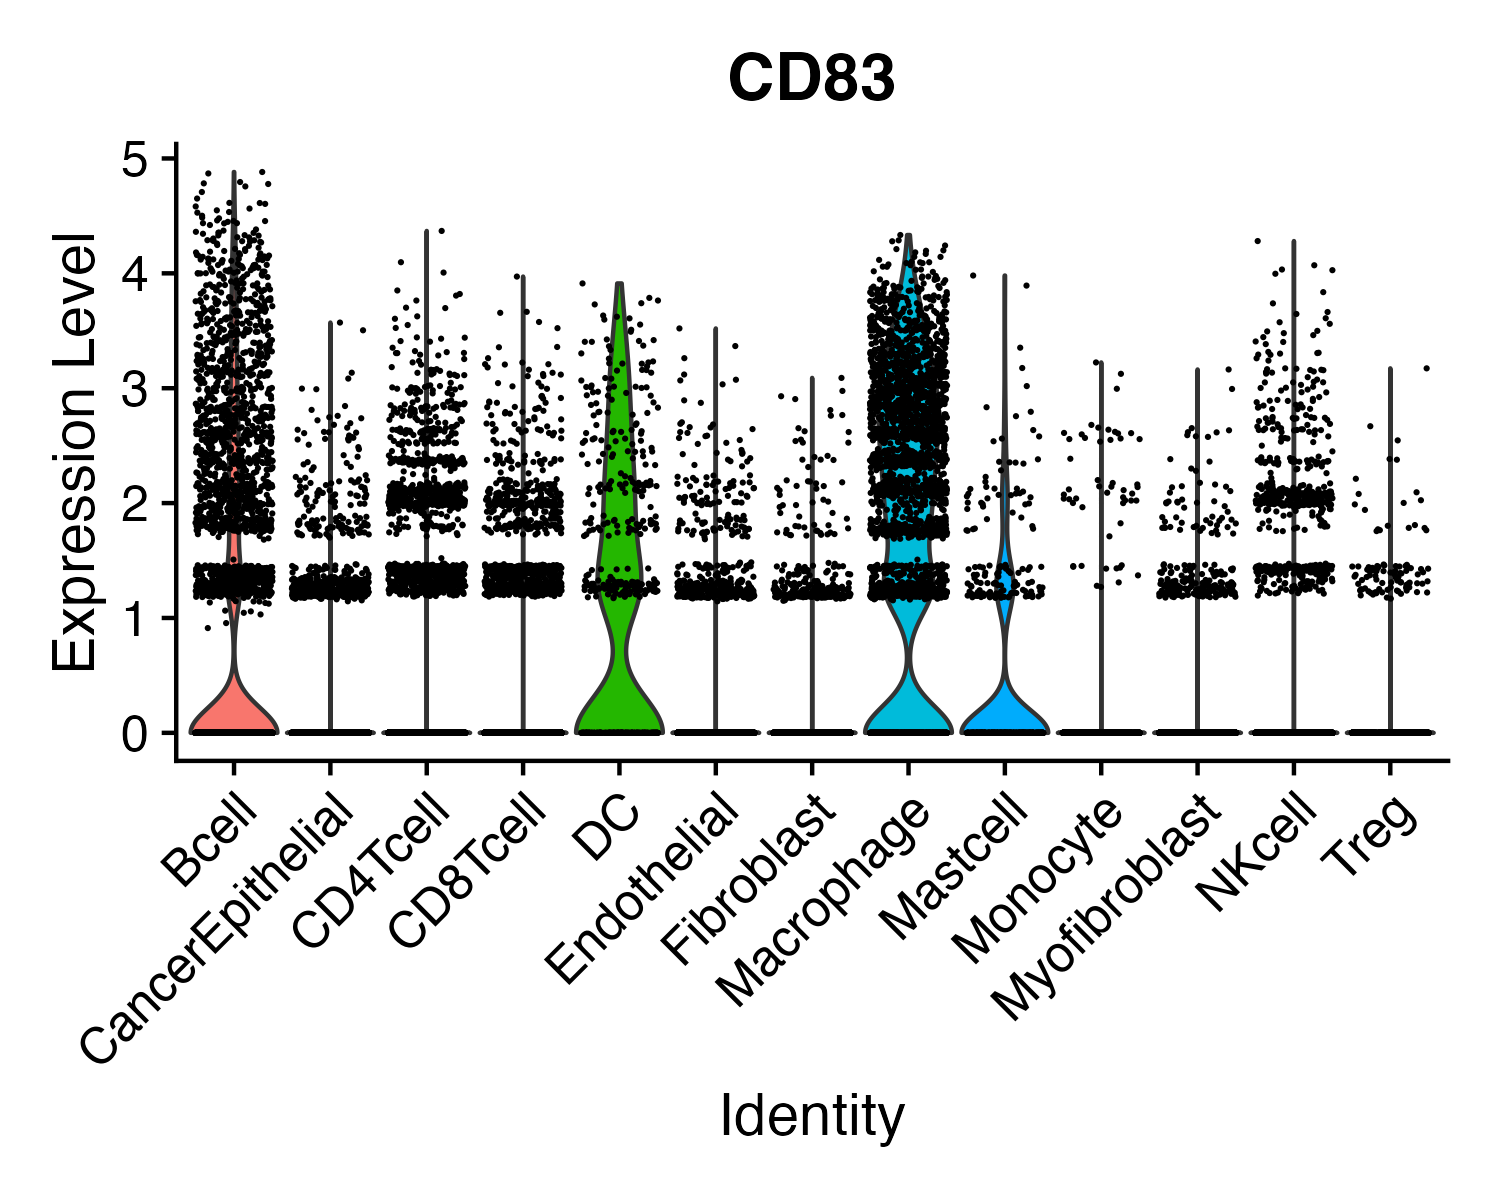 CD83
Expression Level
5
4
3
2
1
0
Bcell
CancerEpithelial
CD4Tcell
CD8Tcell
DC
Endothelial
Fibroblast
Macrophage
Mastcell
Monocyte
Myofibroblast
NKcell
Treg
Identity